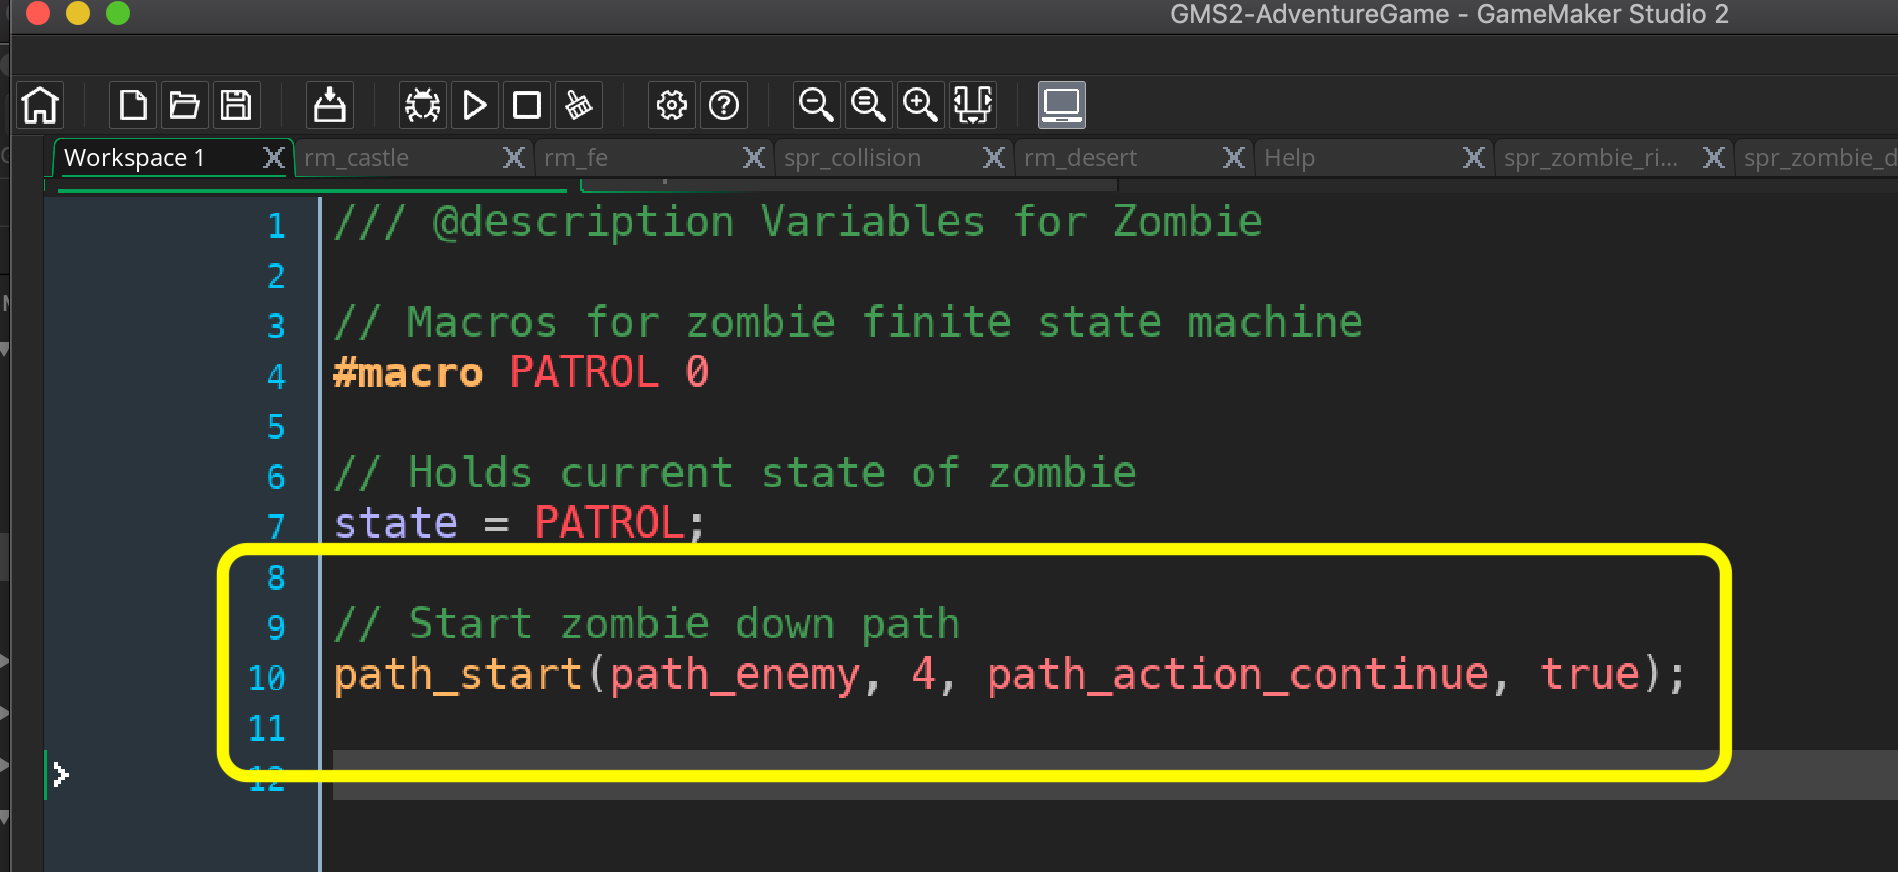 GMS2-AdventureGame - GameMaker Studio 2
Workspace 1 rm_castle rm_fe spr_collision rm_desert Help spr_zombie_ri... spr_zombie_d
1 /// @description Variables for Zombie
2
3 // Macros for zombie finite state machine
4 #macro PATROL 0
5
6 // Holds current state of zombie
7 state = PATROL;
8
9 // Start zombie down path
10 path_start(path_enemy, 4, path_action_continue, true);
11
12